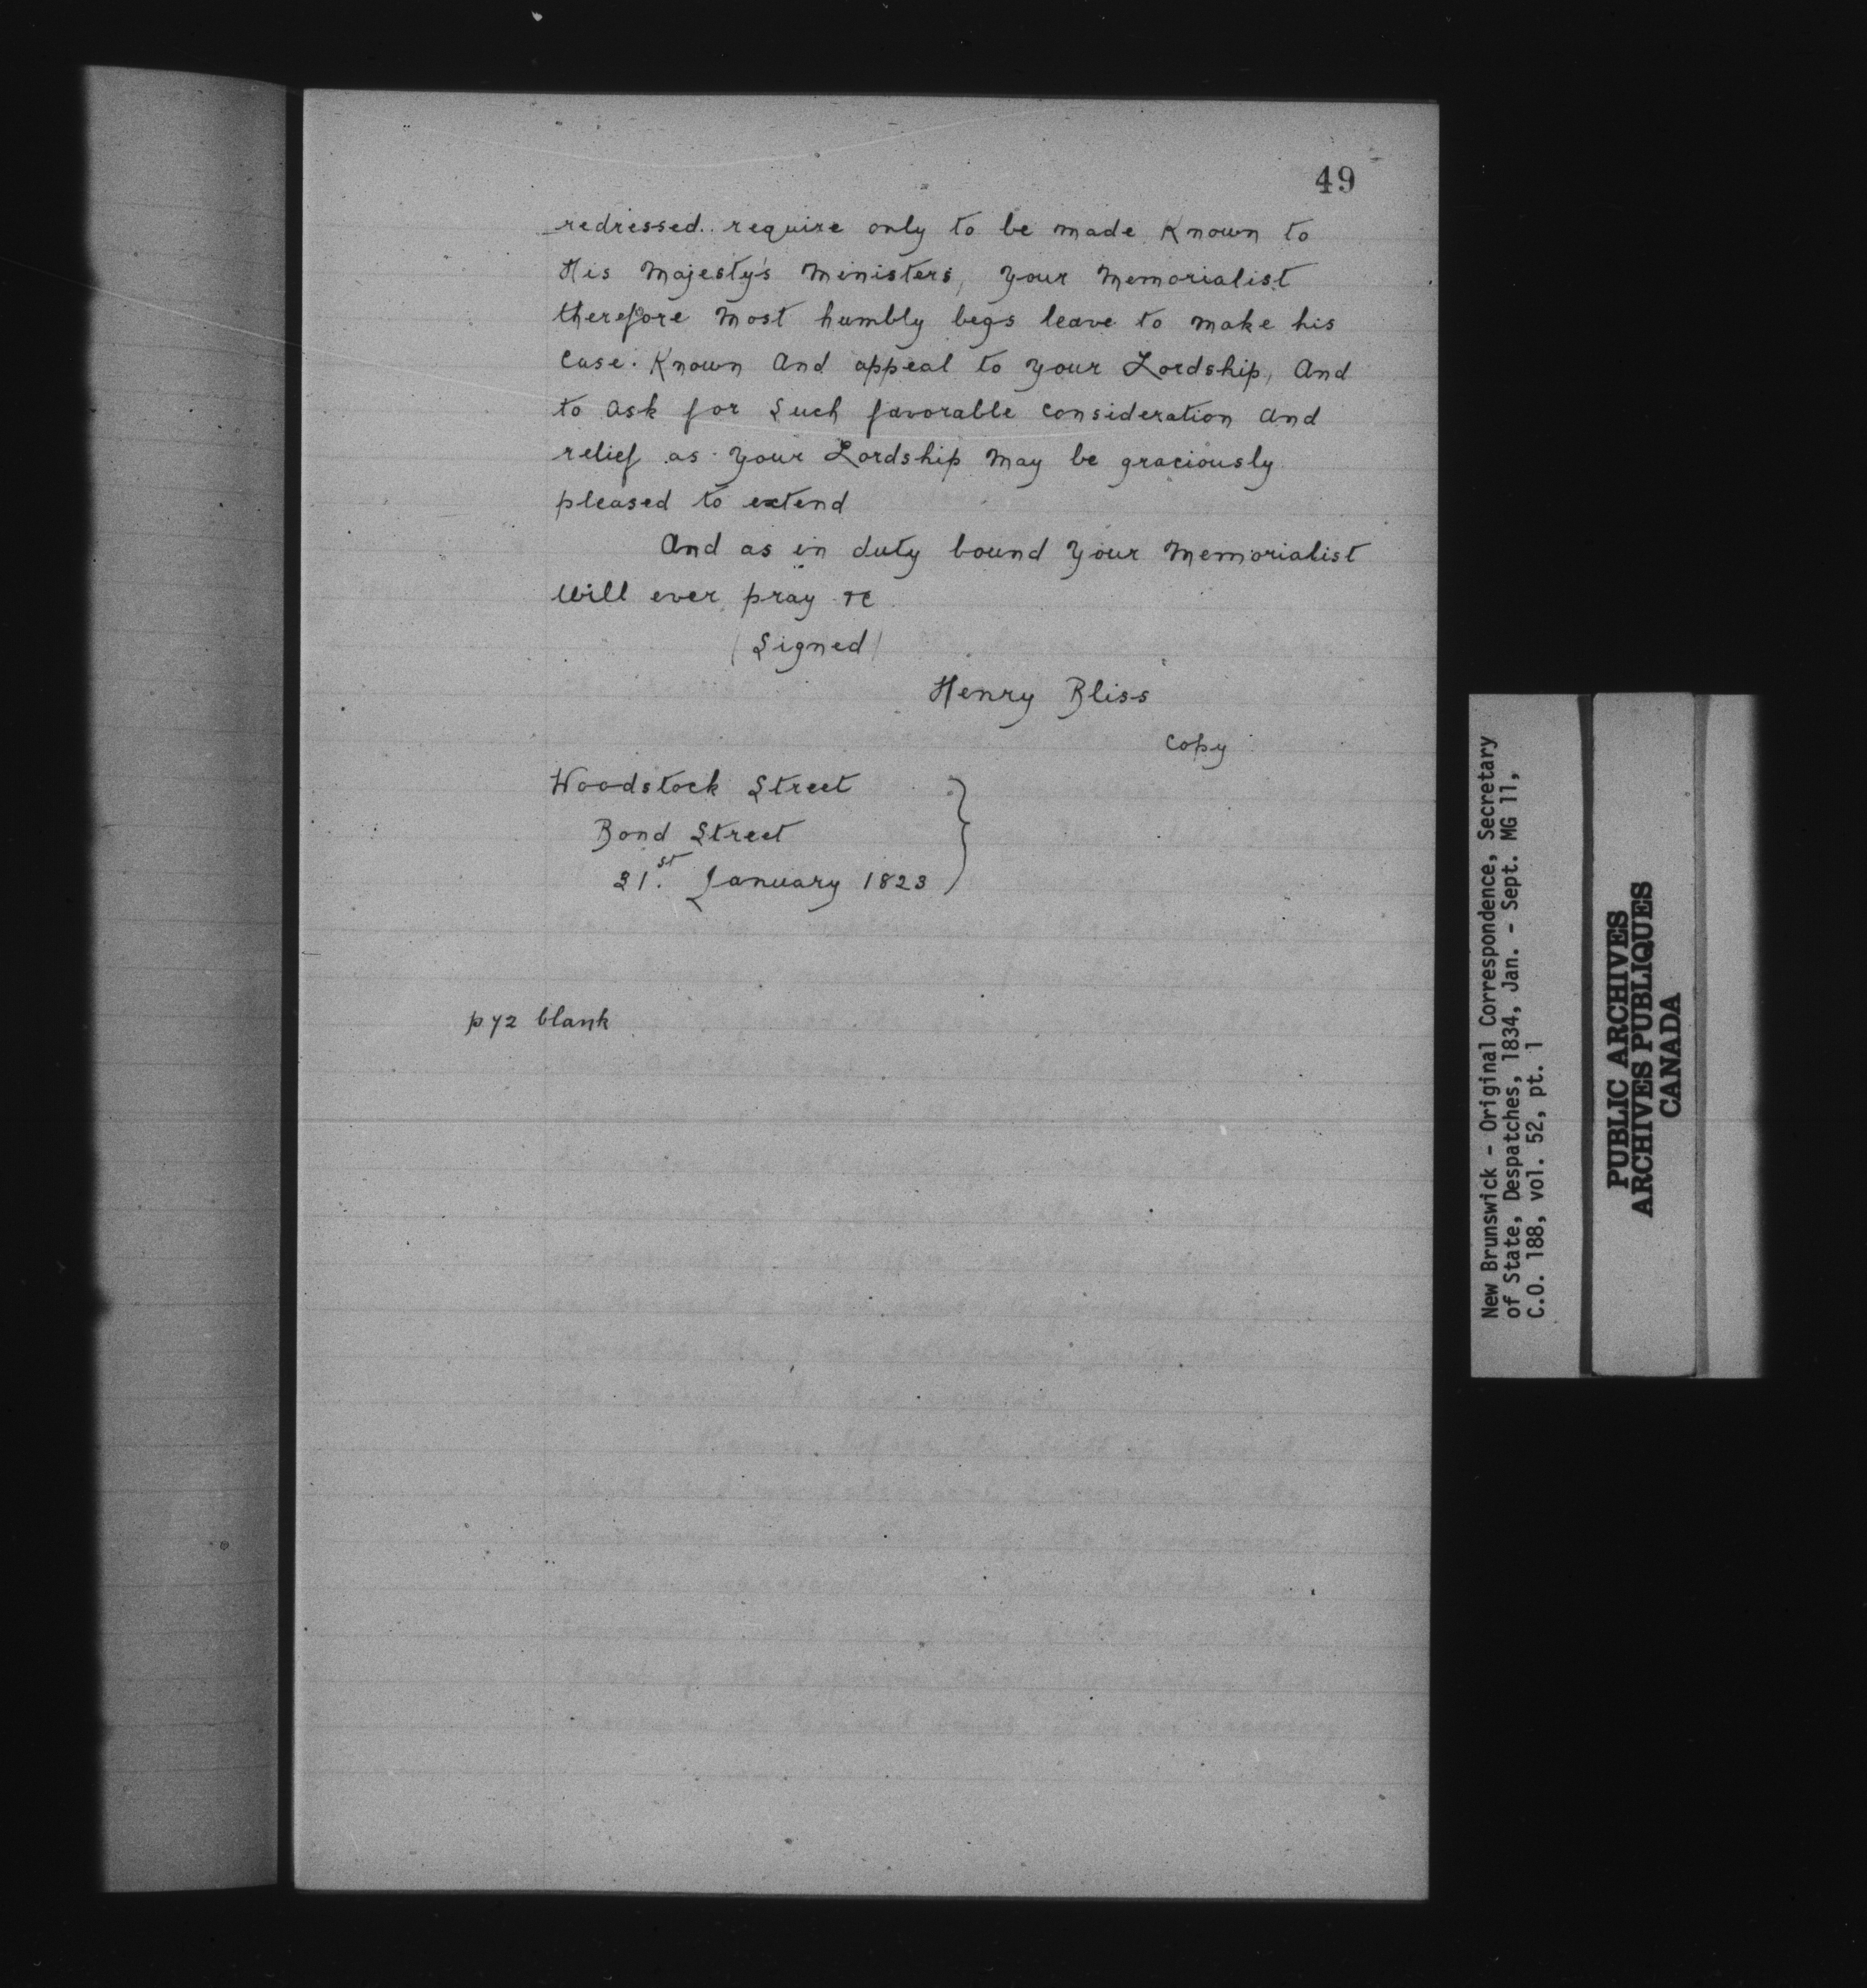 49
redressed. require only to be made Known to
His Majesty's Ministers, your Memorialist
therefore most humbly begs leave to make his
Case. Known And appeal to your Lordship, And
to ask for Such favorable Consideration And
relief as your Lordship may be graciously
pleased to extend
And as in duty bound your Memorialist
Will ever pray &c
(Signed)
Henry Bliss
Copy
Woodstock Street
Bond Street
31st. January 1823
p 72 blank
New Brunswick - Original Correspondence, Secretary
of State, Despatches, 1834, Jan. - Sept. MG 11,
C.O. 188, vol. 52, pt. 1
PUBLIC ARCHIVES
ARCHIVES PUBLIQUES
CANADA